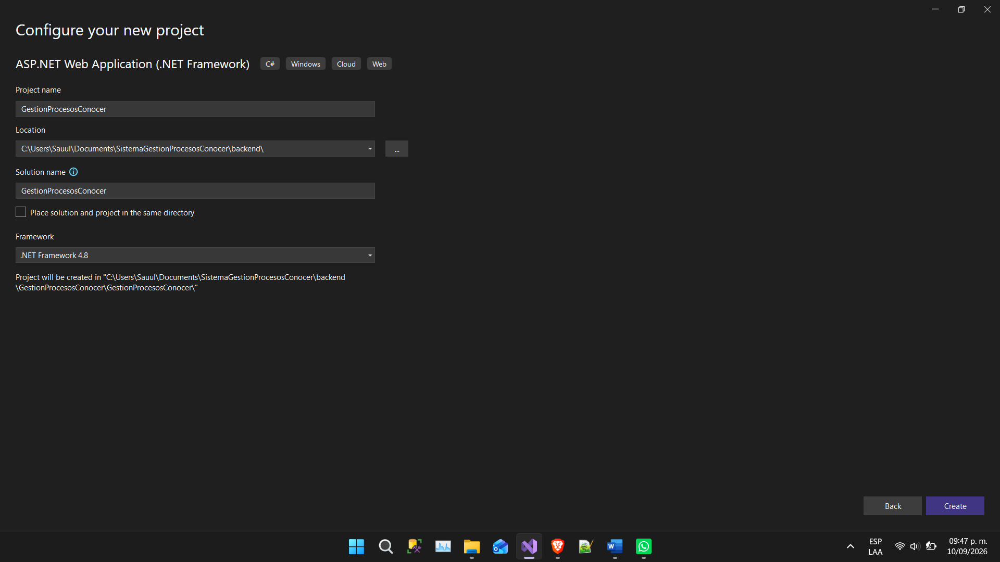 Configure your new project
ASP.NET Web Application (.NET Framework) C# Windows Cloud Web
Project name
GestionProcesosConocer
Location
C:\Users\Sauul\Documents\SistemaGestionProcesosConocer\backend\ ...
Solution name
GestionProcesosConocer
Place solution and project in the same directory
Framework
.NET Framework 4.8
Project will be created in "C:\Users\Sauul\Documents\SistemaGestionProcesosConocer\backend
\GestionProcesosConocer\GestionProcesosConocer\"
Back Create
ESP
LAA
09:47 p. m.
10/09/2026